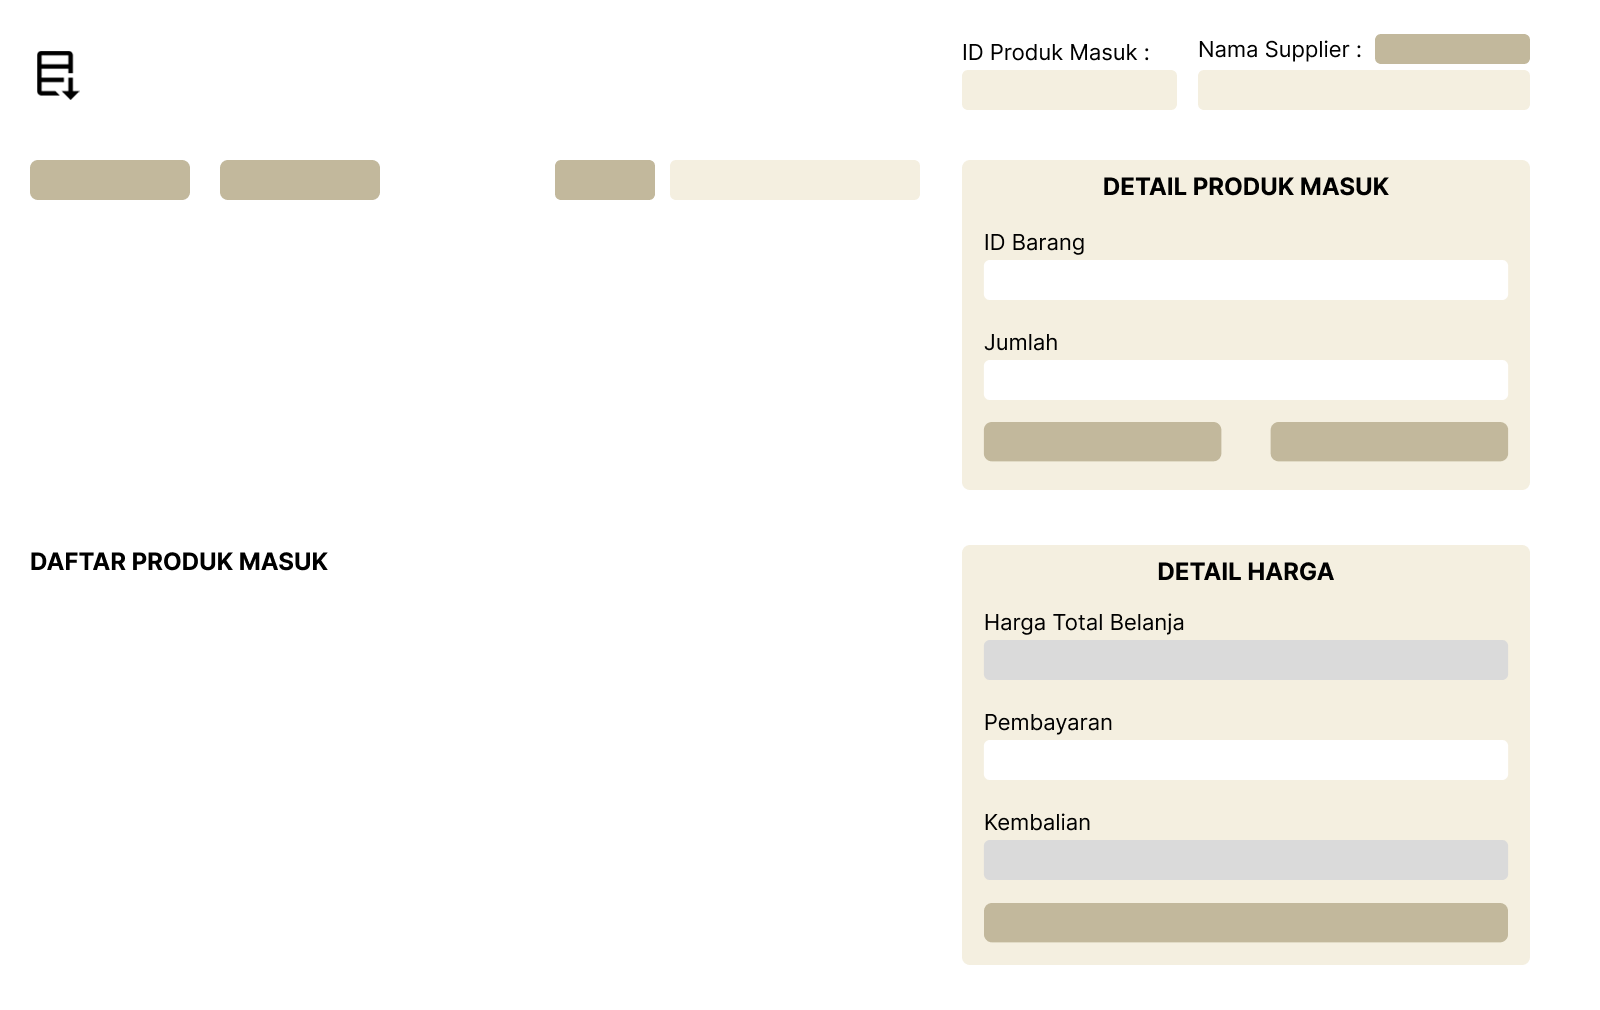 ID Produk Masuk :
Nama Supplier :
DETAIL PRODUK MASUK
ID Barang
Jumlah
DAFTAR PRODUK MASUK
DETAIL HARGA
Harga Total Belanja
Pembayaran
Kembalian